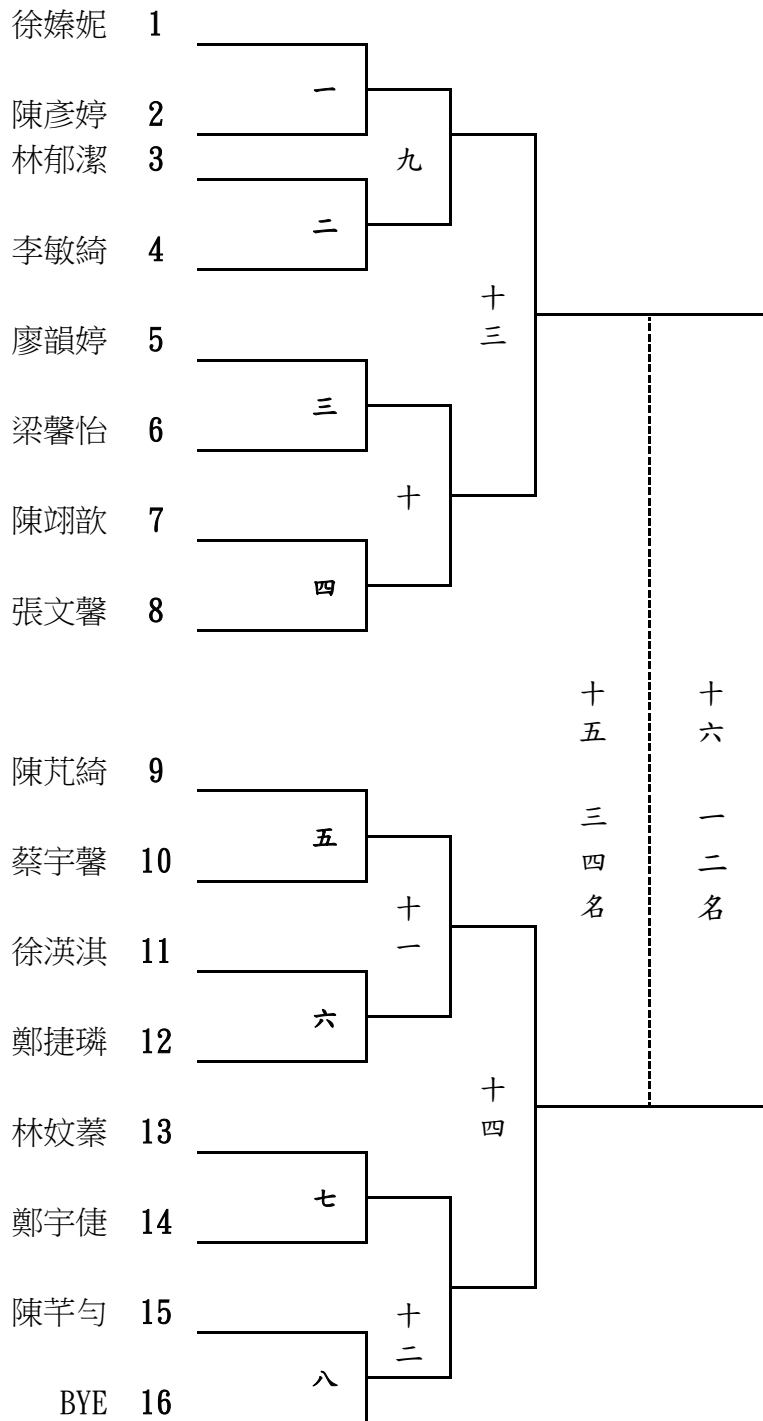 徐嫀妮 1
一
陳彥婷 2
林郁潔 3
九
二
李敏綺 4
十三
廖韻婷 5
三
梁馨怡 6
十
陳翊歆 7
四
張文馨 8
十五 三四名
十六 一二名
陳芃綺 9
五
蔡宇馨 10
十一
徐渶淇 11
六
鄭捷璘 12
十四
林妏蓁 13
七
鄭宇倢 14
陳芊勻 15
十二
八
BYE 16